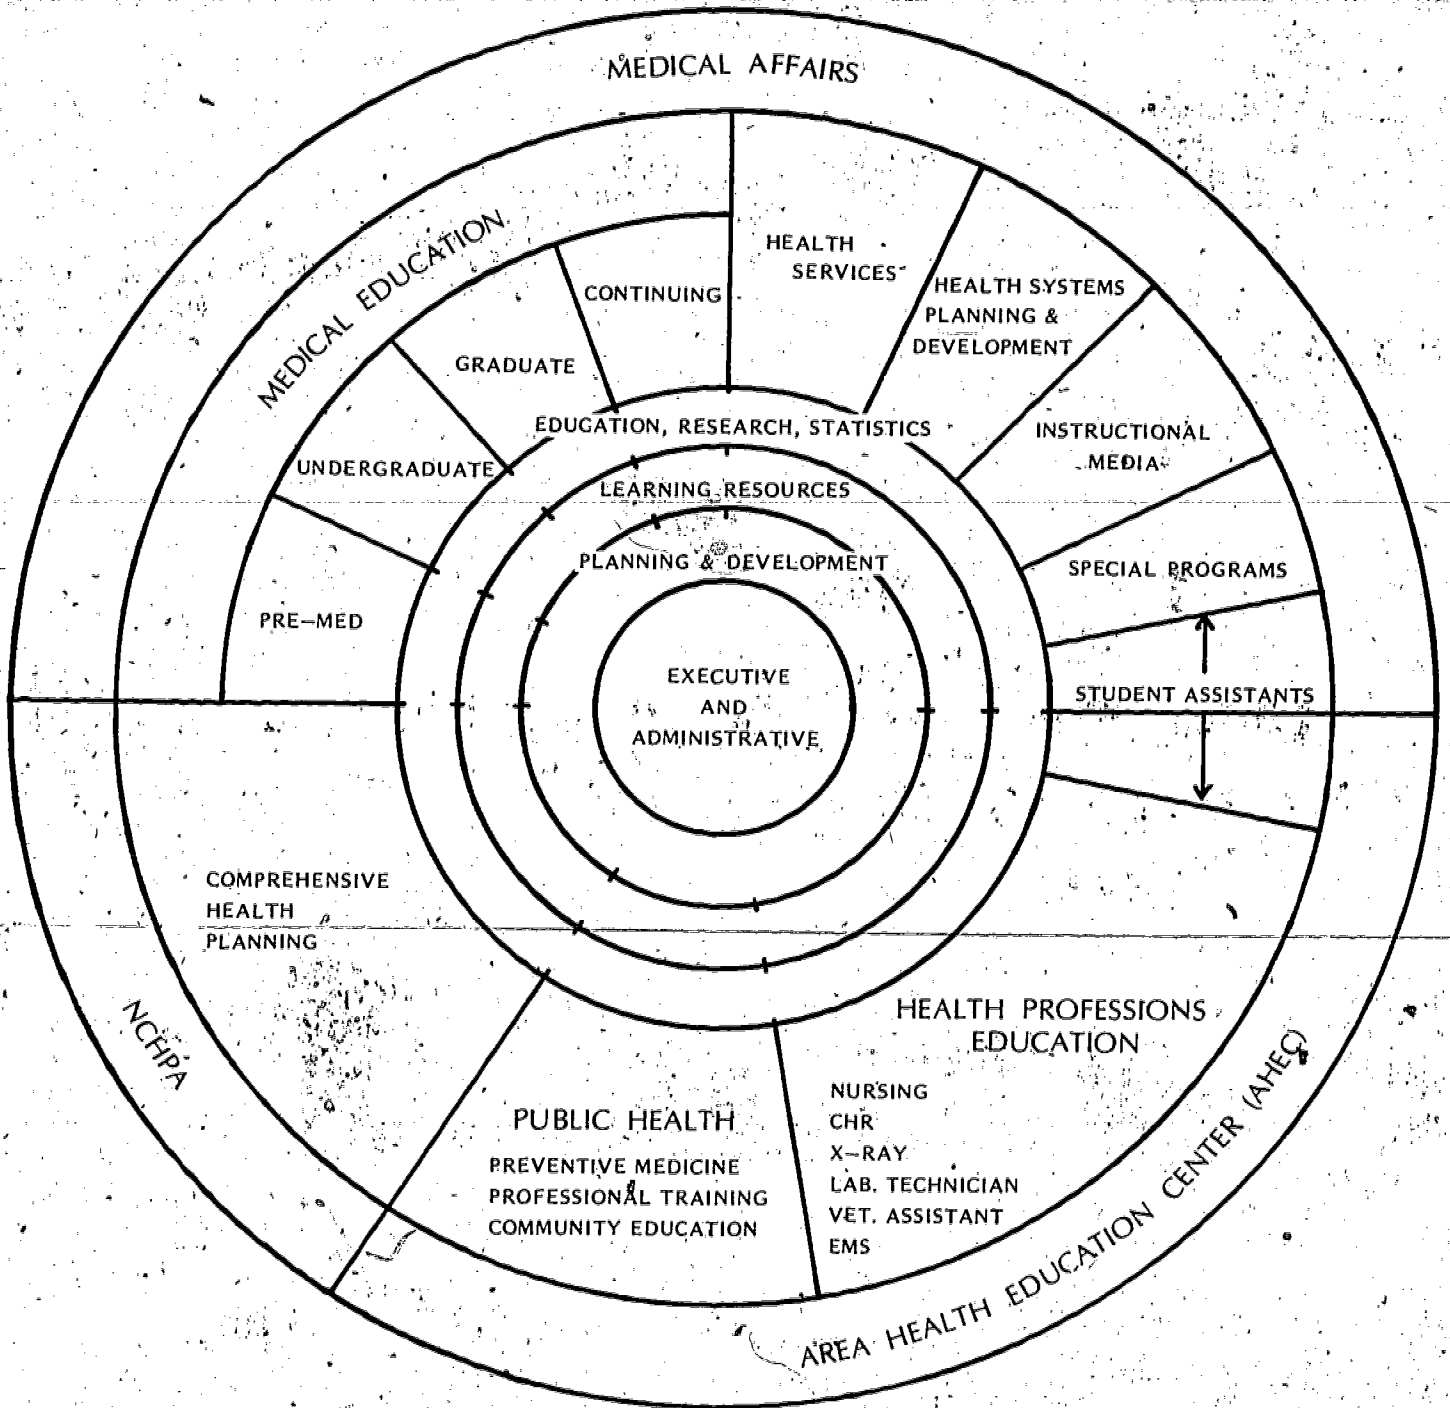 MEDICAL AFFAIRS
MEDICAL EDUCATION
HEALTH
SERVICES
CONTINUING
HEALTH SYSTEMS
PLANNING &
DEVELOPMENT
GRADUATE
EDUCATION, RESEARCH, STATISTICS
INSTRUCTIONAL
MEDIA
UNDERGRADUATE
LEARNING RESOURCES
PLANNING & DEVELOPMENT
SPECIAL PROGRAMS
PRE-MED
EXECUTIVE
AND
ADMINISTRATIVE
STUDENT ASSISTANTS
COMPREHENSIVE
HEALTH
PLANNING
NCHPA
HEALTH PROFESSIONS
EDUCATION
NURSING
CHR
X-RAY
LAB. TECHNICIAN
VET. ASSISTANT
EMS
PUBLIC HEALTH
PREVENTIVE MEDICINE
PROFESSIONAL TRAINING
COMMUNITY EDUCATION
AREA HEALTH EDUCATION CENTER (AHEC)